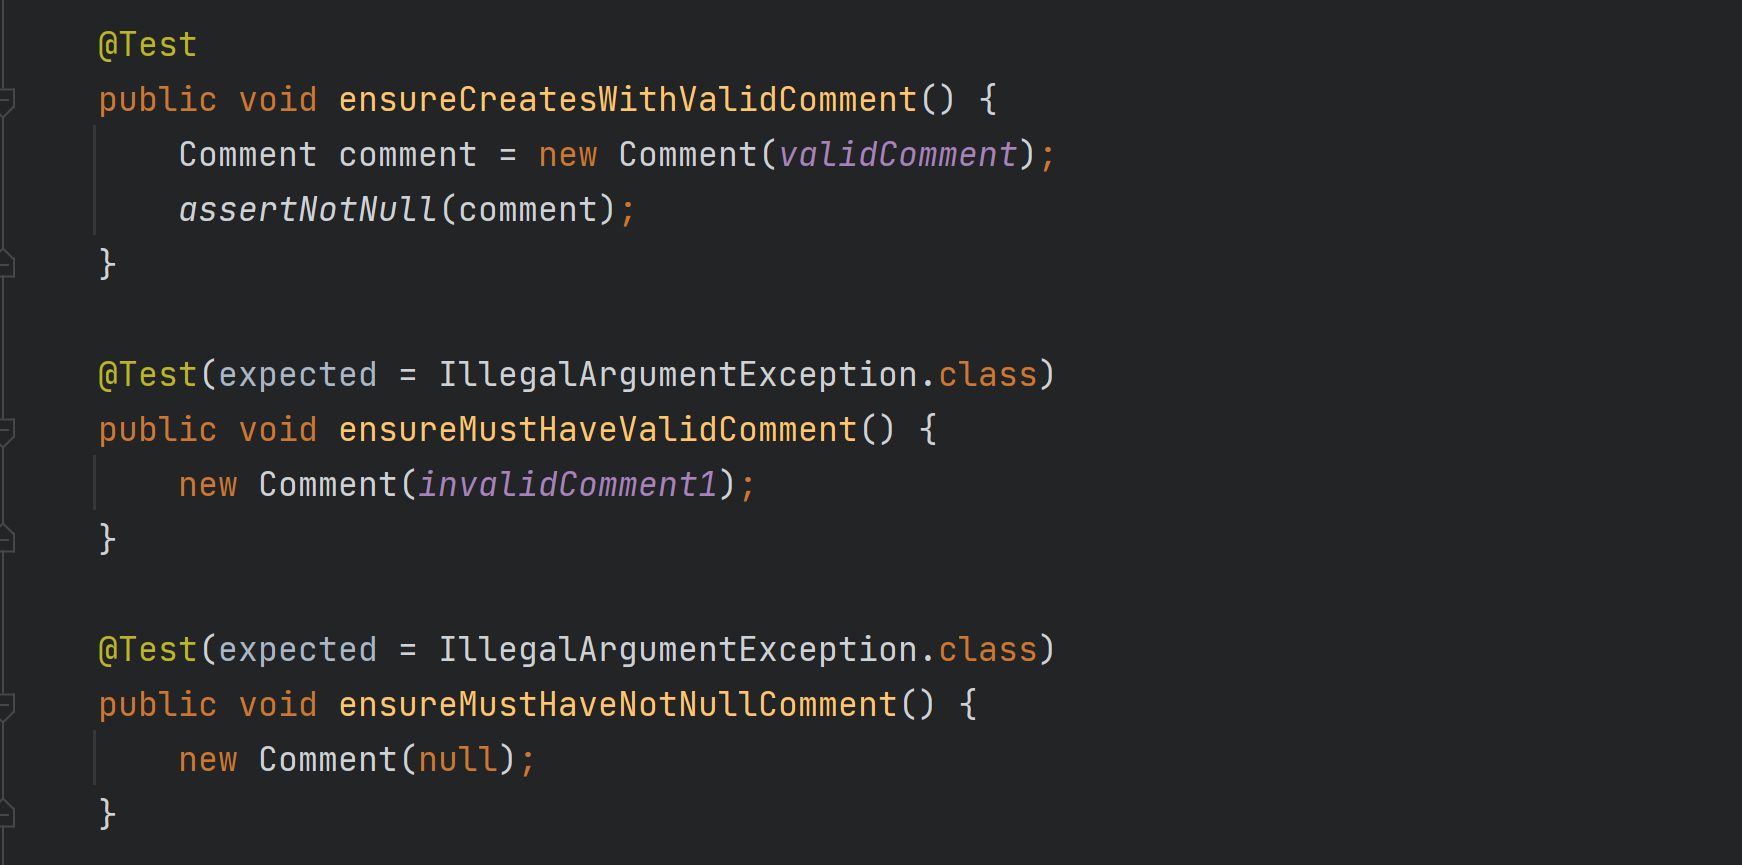 @Test
public void ensureCreatesWithValidComment() {
    Comment comment = new Comment(validComment);
    assertNotNull(comment);
}
@Test(expected = IllegalArgumentException.class)
public void ensureMustHaveValidComment() {
    new Comment(invalidComment1);
}
@Test(expected = IllegalArgumentException.class)
public void ensureMustHaveNotNullComment() {
    new Comment(null);
}